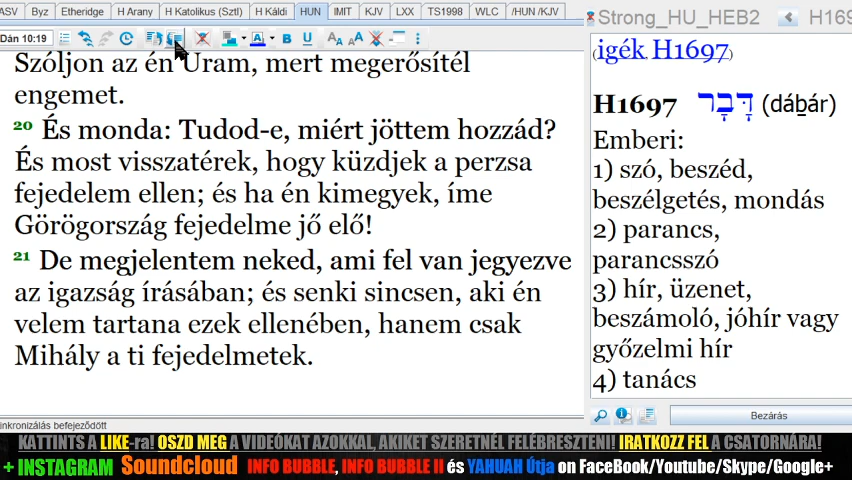 ASV Byz Etheridge H Arany H Katolikus (Sztl) H Káldi HUN IMIT KJV LXX TS1998 WLC /HUN /KJV
Strong_HU_HEB2 H169
Dán 10:19
Szóljon az én Uram, mert megerősítél
engemet.
20 És monda: Tudod-e, miért jöttem hozzád?
És most visszatérek, hogy küzdjek a perzsa
fejedelem ellen; és ha én kimegyek, íme
Görögország fejedelme jő elő!
21 De megjelentem neked, ami fel van jegyezve
az igazság írásában; és senki sincsen, aki én
velem tartana ezek ellenében, hanem csak
Mihály a ti fejedelmetek.
(igék H1697)
H1697 דָּבָר (dáḇár)
Emberi:
1) szó, beszéd,
beszélgetés, mondás
2) parancs,
parancsszó
3) hír, üzenet,
beszámoló, jóhír vagy
győzelmi hír
4) tanács
Bezárás
inkronizálás befejeződött
KATTINTS A LIKE-ra! OSZD MEG A VIDEÓKAT AZOKKAL, AKIKET SZERETNÉL FELÉBRESZTENI! IRATKOZZ FEL A CSATORNÁRA!
+ INSTAGRAM Soundcloud INFO BUBBLE, INFO BUBBLE II és YAHUAH Útja on FaceBook/Youtube/Skype/Google+